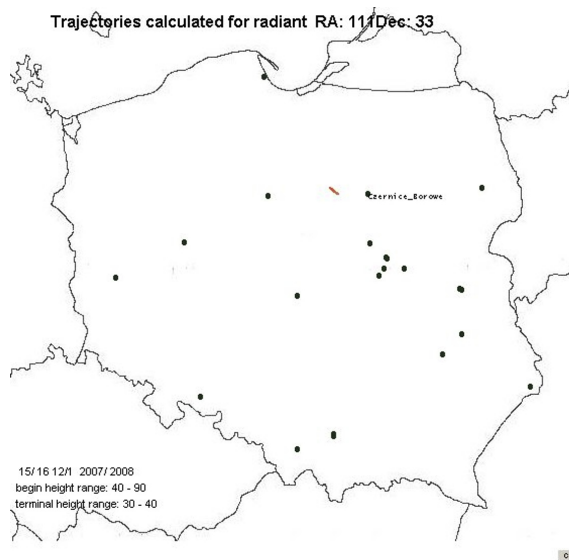 Trajectories calculated for radiant RA: 111Dec: 33
Czernice_Borowe
15/16 12/1 2007/2008
begin height range: 40 - 90
terminal height range: 30 - 40